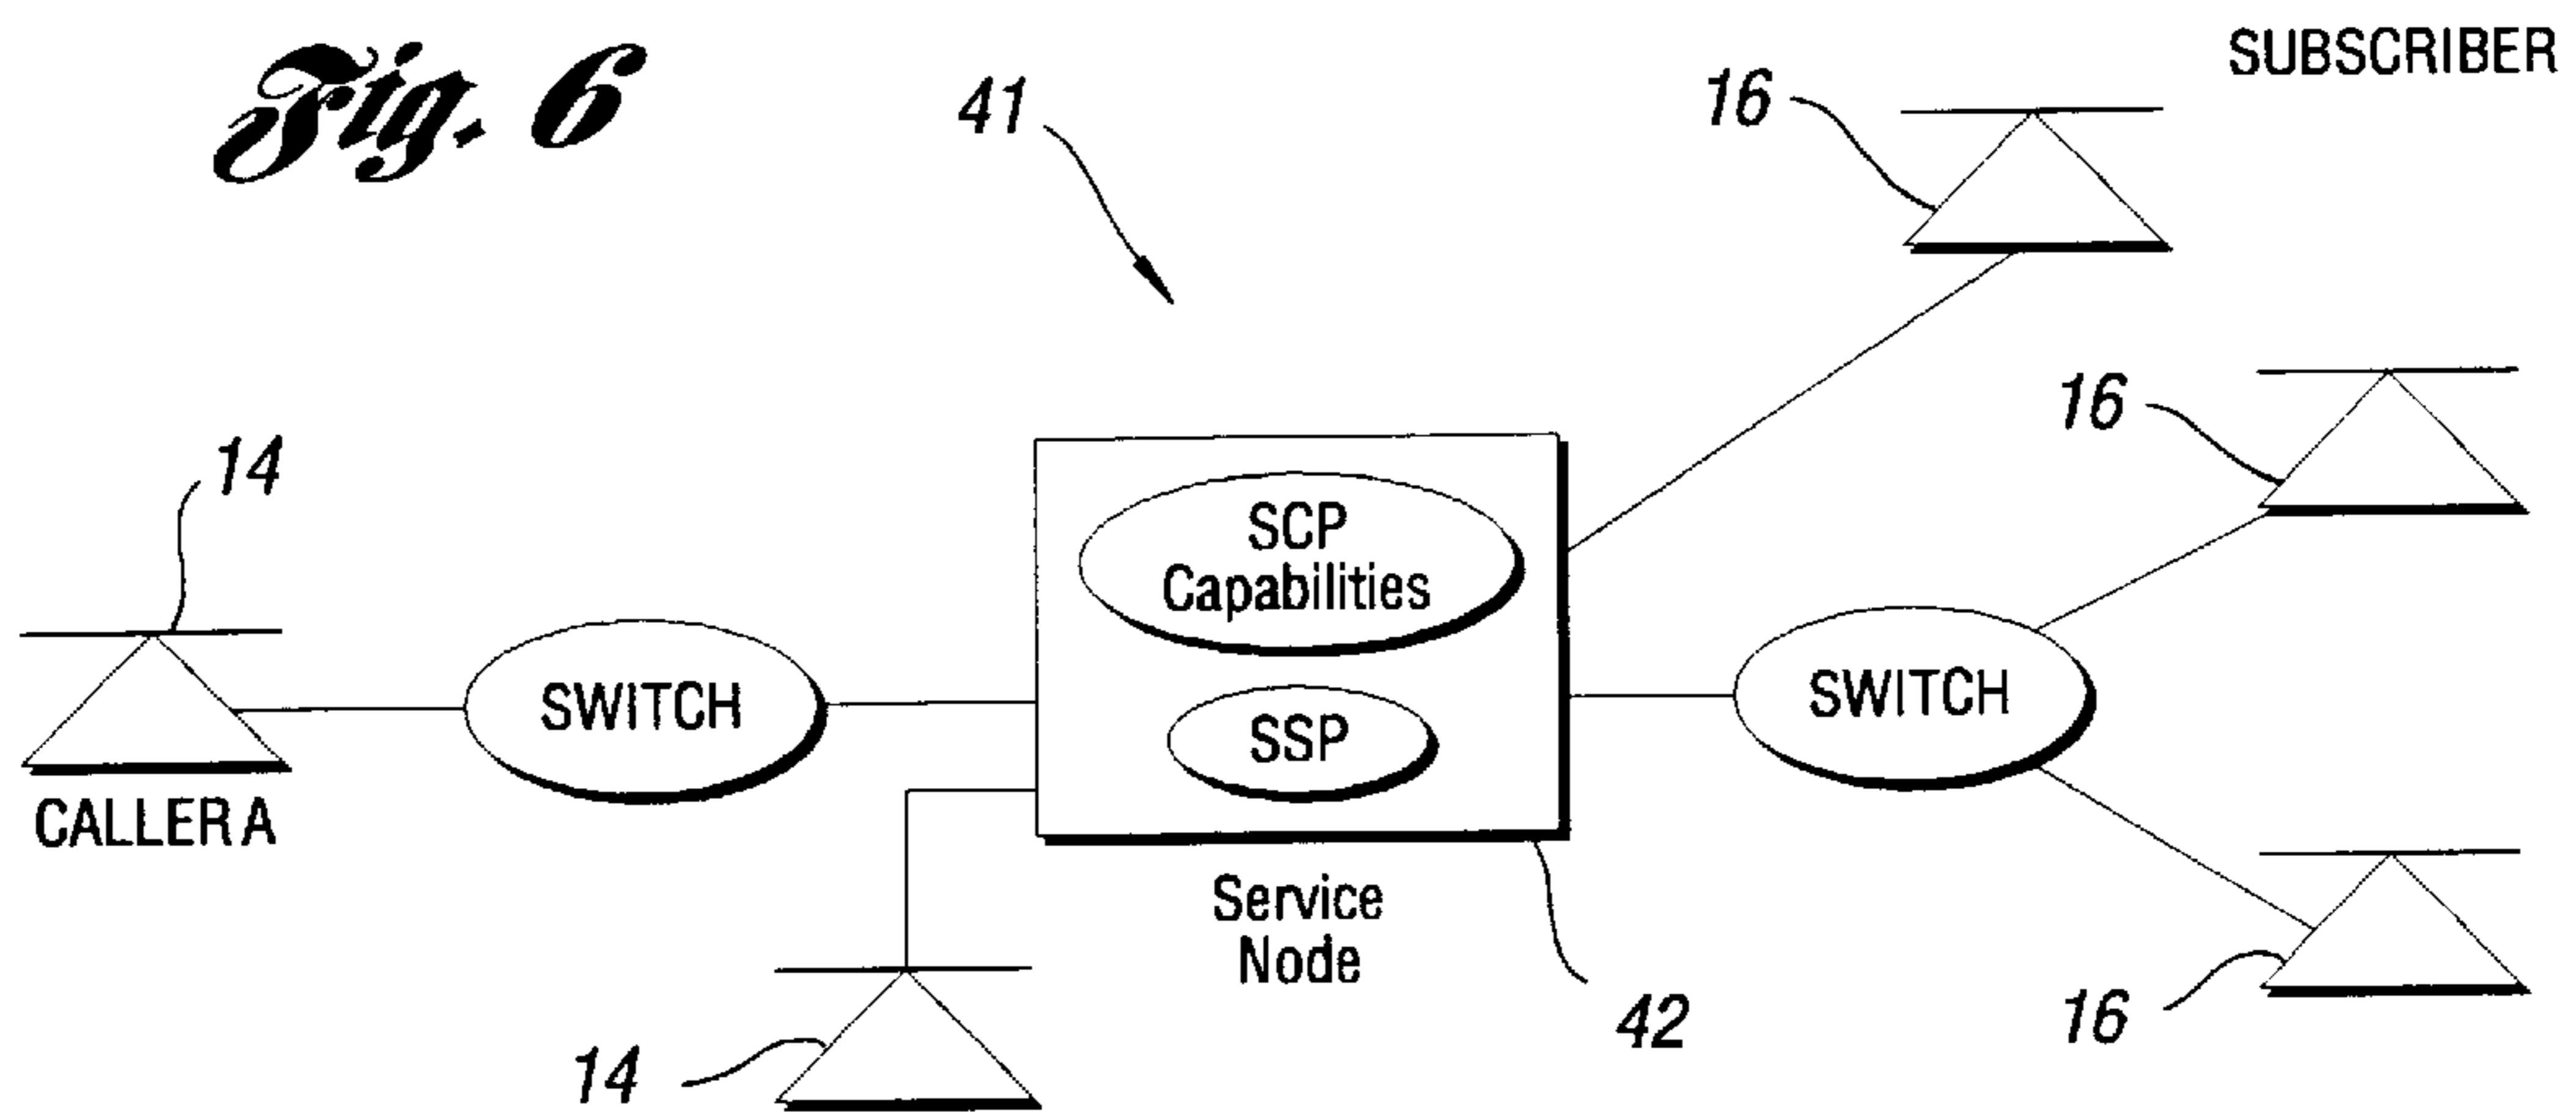 Fig. 6
SUBSCRIBER
41
16
16
14
SCP
Capabilities
SWITCH
SSP
SWITCH
CALLER A
Service
Node
42
16
14